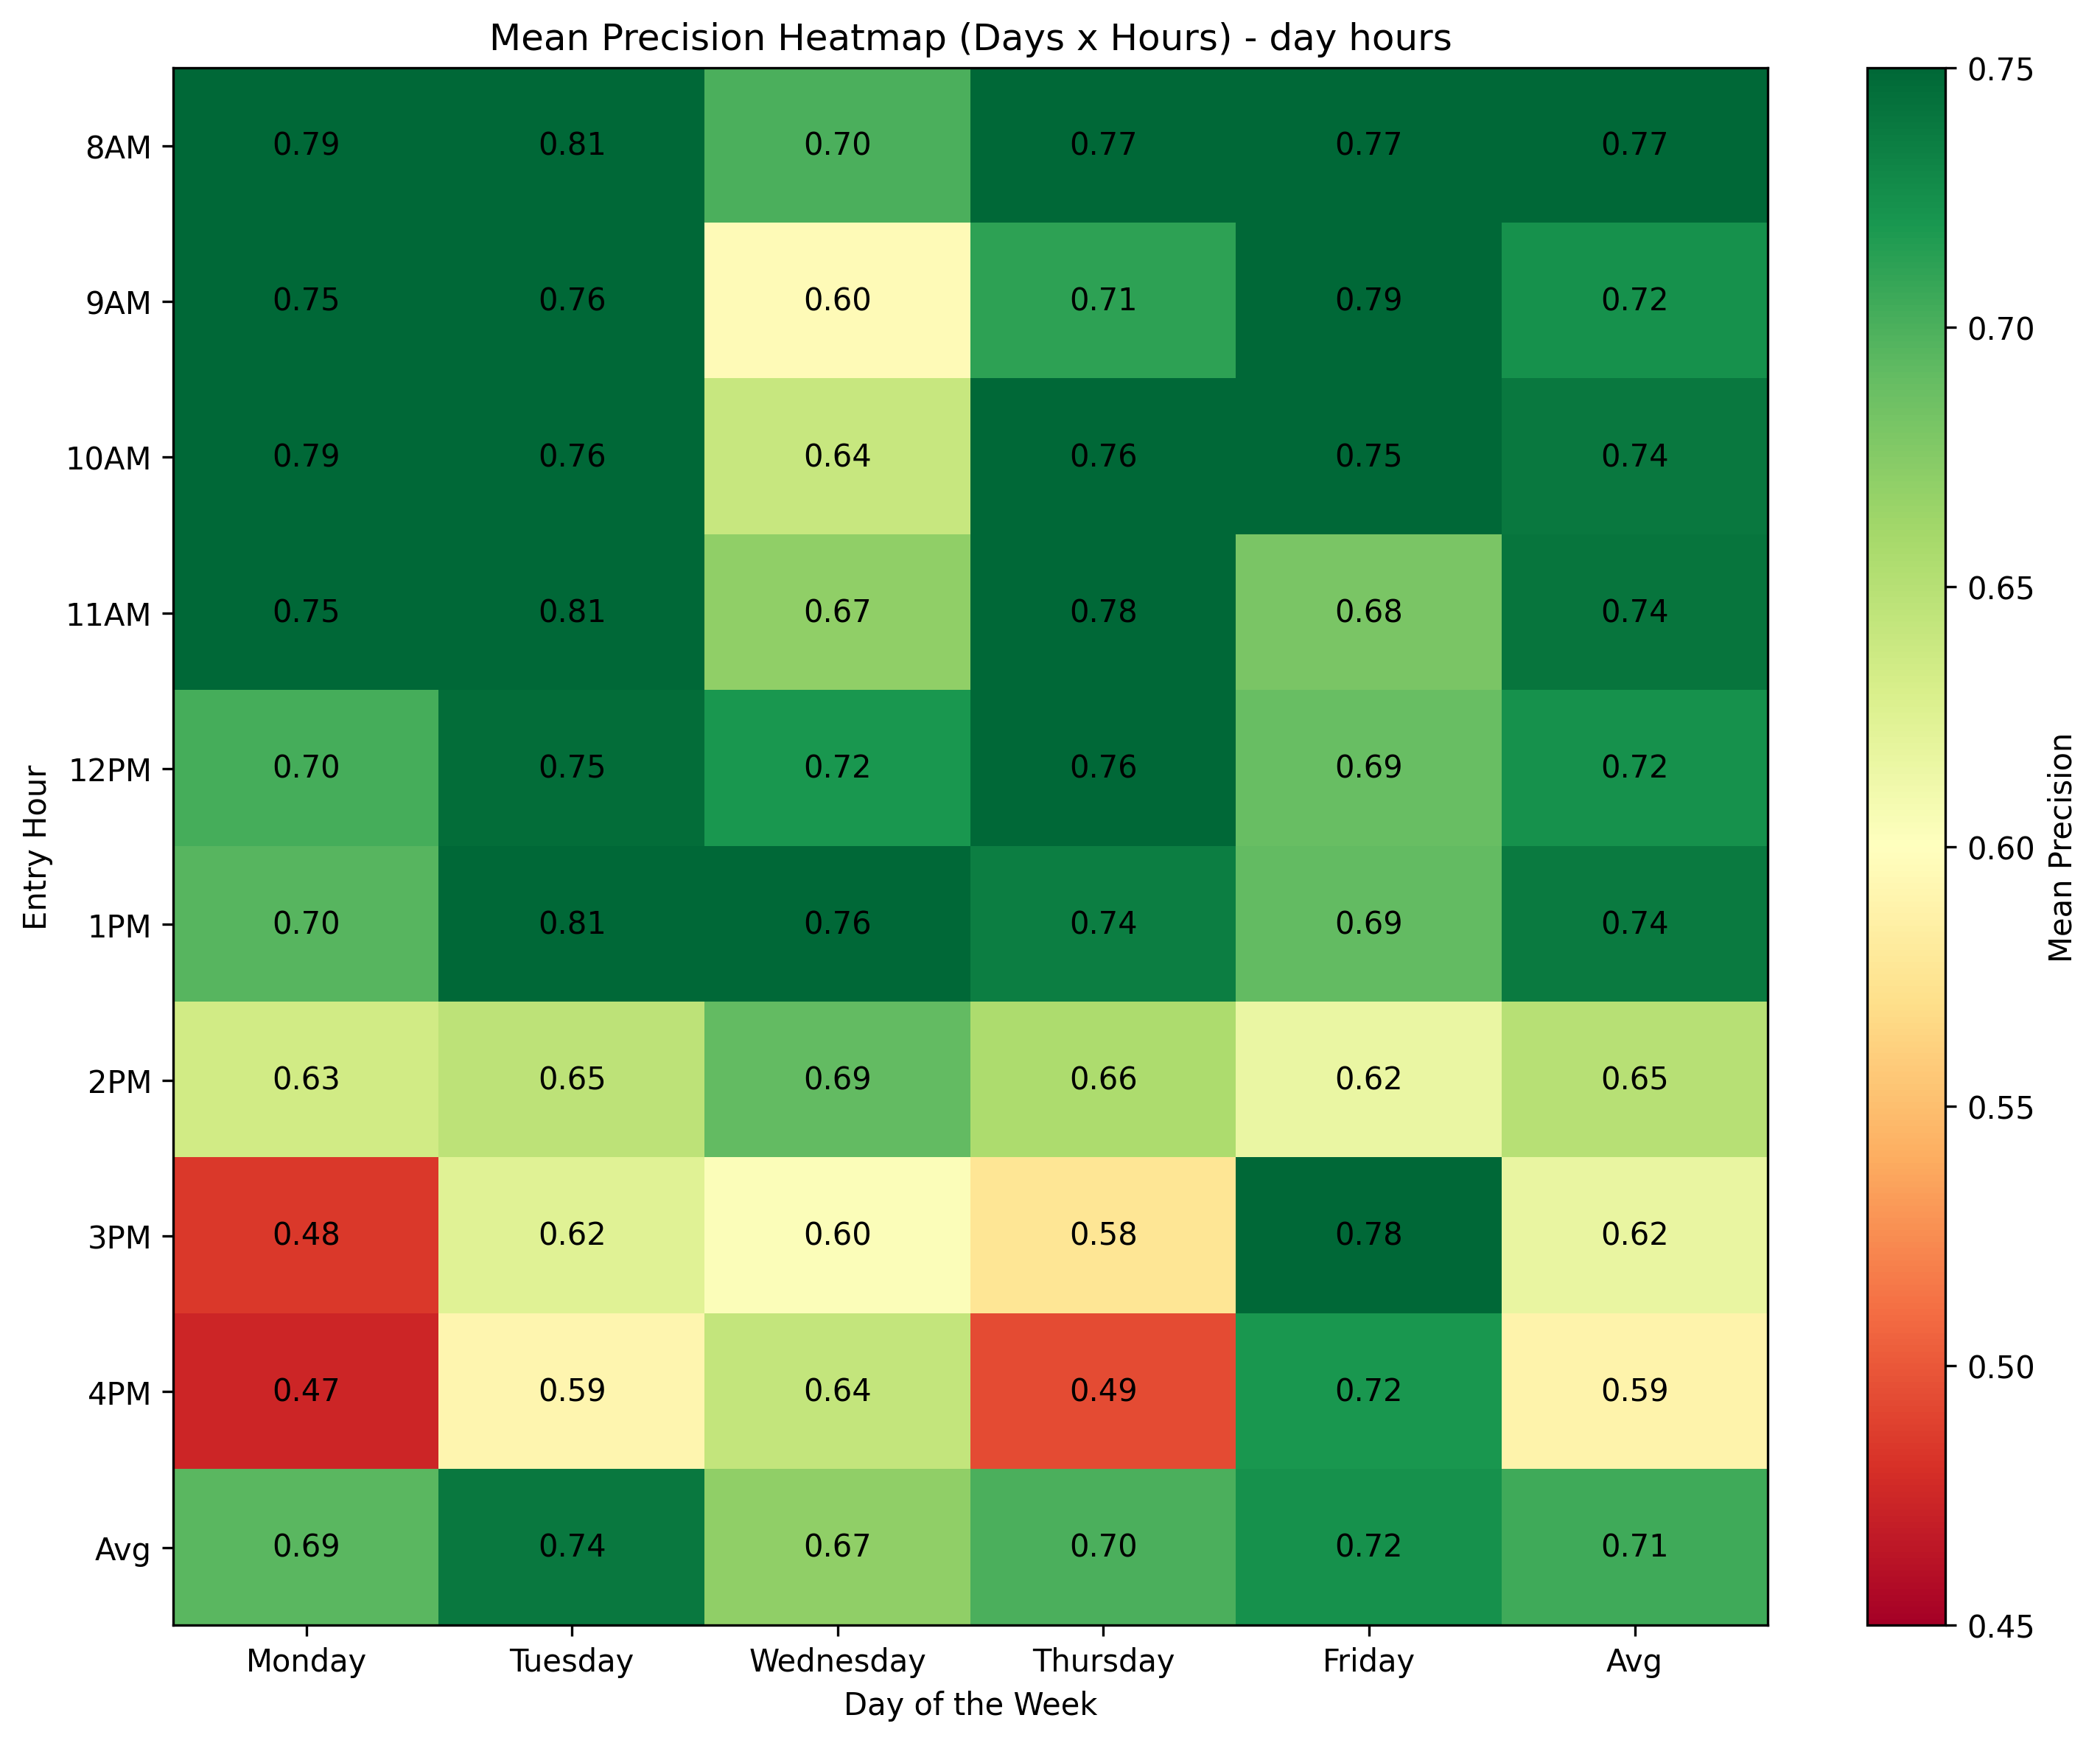 Mean Precision Heatmap (Days x Hours) - day hours
8AM 0.79 0.81 0.70 0.77 0.77 0.77
9AM 0.75 0.76 0.60 0.71 0.79 0.72
10AM 0.79 0.76 0.64 0.76 0.75 0.74
11AM 0.75 0.81 0.67 0.78 0.68 0.74
12PM 0.70 0.75 0.72 0.76 0.69 0.72
1PM 0.70 0.81 0.76 0.74 0.69 0.74
2PM 0.63 0.65 0.69 0.66 0.62 0.65
3PM 0.48 0.62 0.60 0.58 0.78 0.62
4PM 0.47 0.59 0.64 0.49 0.72 0.59
Avg 0.69 0.74 0.67 0.70 0.72 0.71
Monday Tuesday Wednesday Thursday Friday Avg
Day of the Week
Entry Hour
0.75
0.70
0.65
0.60
0.55
0.50
0.45
Mean Precision